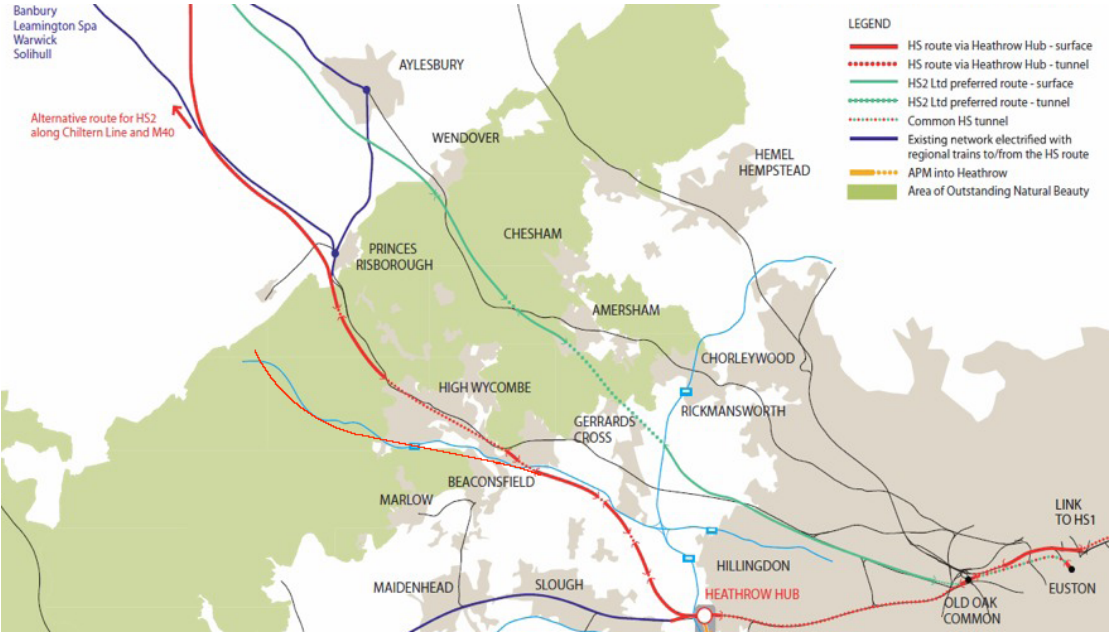 Banbury
Leamington Spa
Warwick
Solihull
AYLESBURY
LEGEND
HS route via Heathrow Hub - surface
HS route via Heathrow Hub - tunnel
HS2 Ltd preferred route - surface
HS2 Ltd preferred route - tunnel
Common HS tunnel
Existing network electrified with
regional trains to/from the HS route
APM into Heathrow
Area of Outstanding Natural Beauty
Alternative route for HS2
along Chiltern Line and M40
WENDOVER
HEMEL
HEMPSTEAD
CHESHAM
PRINCES
RISBOROUGH
AMERSHAM
CHORLEYWOOD
HIGH WYCOMBE
RICKMANSWORTH
GERRARDS
CROSS
BEACONSFIELD
MARLOW
LINK
TO HS1
HILLINGDON
MAIDENHEAD
SLOUGH
EUSTON
HEATHROW HUB
OLD OAK
COMMON